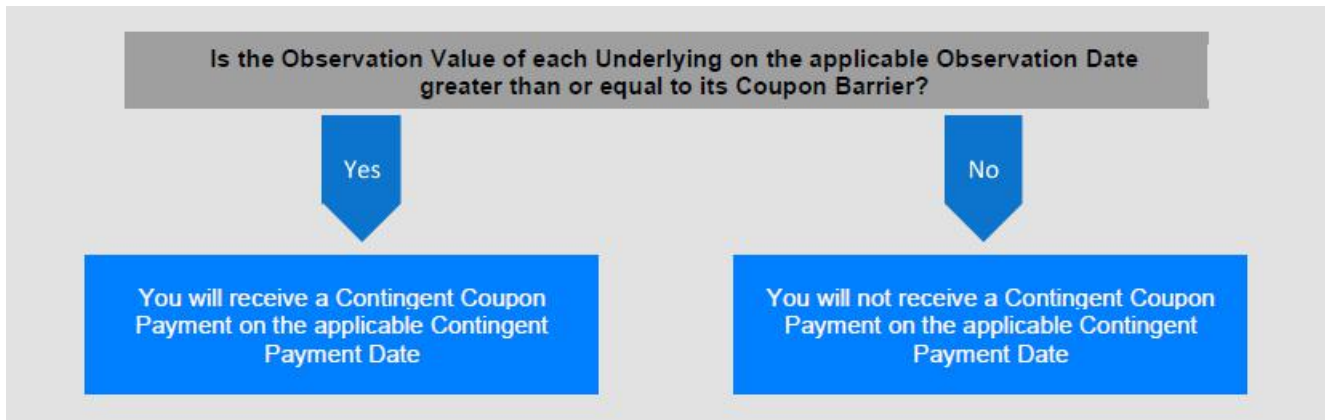 Is the Observation Value of each Underlying on the applicable Observation Date
greater than or equal to its Coupon Barrier?
Yes
No
You will receive a Contingent Coupon
Payment on the applicable Contingent
Payment Date
You will not receive a Contingent Coupon
Payment on the applicable Contingent
Payment Date